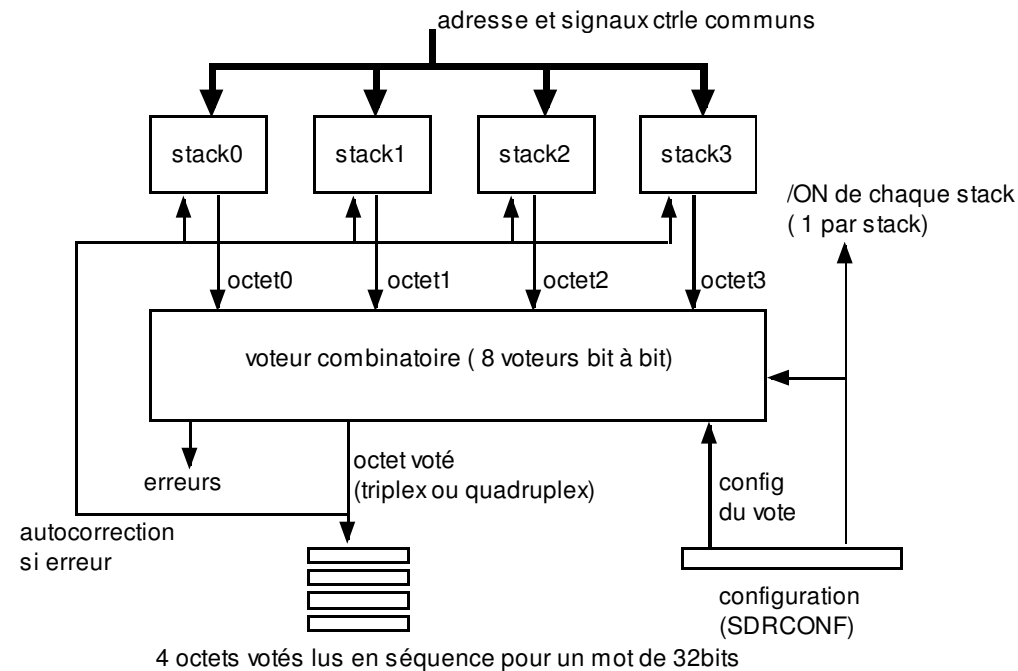 adresse et signaux ctrle communs
stack0
stack1
stack2
stack3
/ON de chaque stack
( 1 par stack)
octet0
octet1
octet2
octet3
voteur combinatoire ( 8 voteurs bit à bit)
erreurs
octet voté
(triplex ou quadruplex)
config
du vote
autocorrection
si erreur
configuration
(SDRCONF)
4 octets votés lus en séquence pour un mot de 32bits